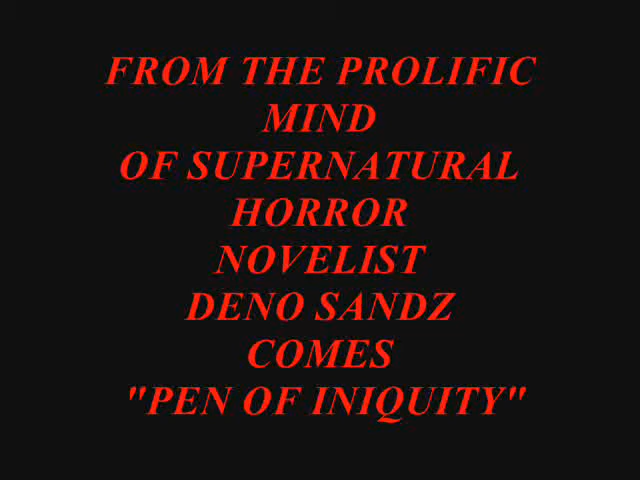 FROM THE PROLIFIC
MIND
OF SUPERNATURAL
HORROR
NOVELIST
DENO SANDZ
COMES
"PEN OF INIQUITY"